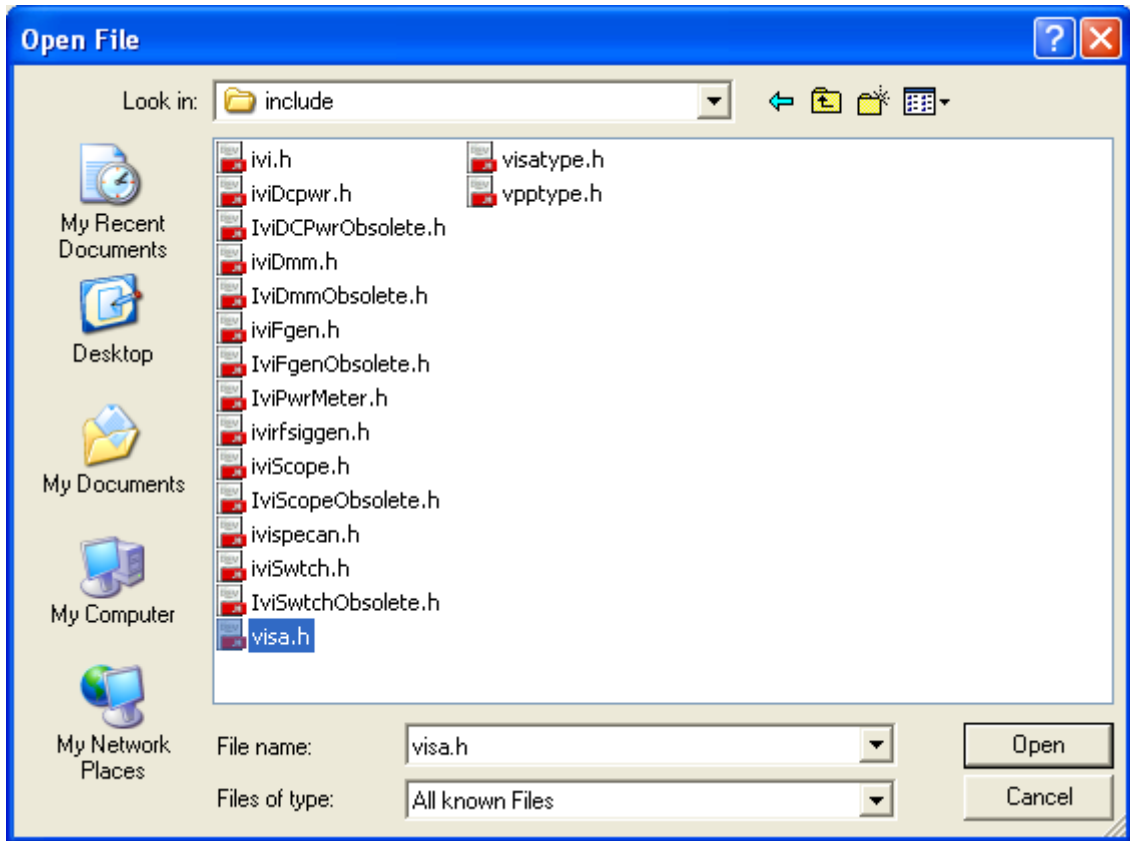 Open File
Look in:
include
My Recent
Documents
Desktop
My Documents
My Computer
My Network
Places
ivi.h
iviDcpwr.h
IviDCPwrObsolete.h
iviDmm.h
IviDmmObsolete.h
iviFgen.h
IviFgenObsolete.h
IviPwrMeter.h
ivirfsiggen.h
iviScope.h
IviScopeObsolete.h
ivispecan.h
iviSwtch.h
IviSwtchObsolete.h
visa.h
visatype.h
vpptype.h
File name:
visa.h
Open
Files of type:
All known Files
Cancel